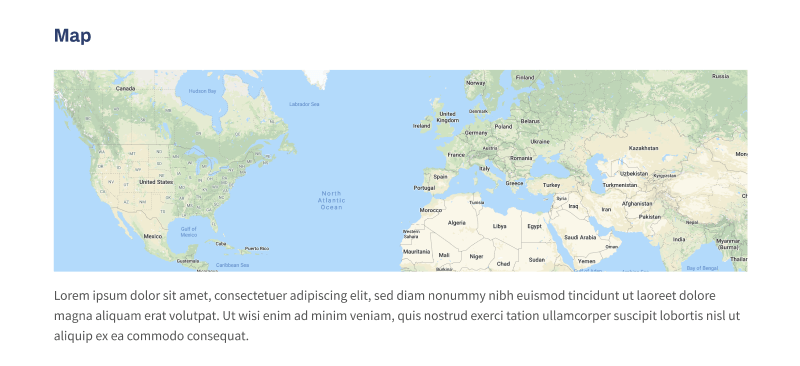 Map
Canada
Hudson Bay
Labrador Sea
Norway
Finland
Russia
United
Kingdom
Denmark
Ireland
Poland
Belarus
Germany
Ukraine
Austria
France
Romania
Kazakhstan
Mon
Italy
Spain
Uzbekistan
Kyrgyzstan
Portugal
Greece
Turkey
Turkmenistan
United States
North
Atlantic
Ocean
Syria
Afghanistan
Tunisia
Iraq
Iran
Morocco
Pakistan
Algeria
Libya
Egypt
Nepal
Gulf of
Mexico
Mexico
Western
Sahara
Saudi Arabia
India
Myanmar
(Burma)
Cuba
Puerto Rico
Oman
Mauritania
Mali
Niger
Chad
Sudan
Yemen
Thailand
Guatemala
Caribbean Sea
Bay of Bengal
Lorem ipsum dolor sit amet, consectetuer adipiscing elit, sed diam nonummy nibh euismod tincidunt ut laoreet dolore
magna aliquam erat volutpat. Ut wisi enim ad minim veniam, quis nostrud exerci tation ullamcorper suscipit lobortis nisl ut
aliquip ex ea commodo consequat.